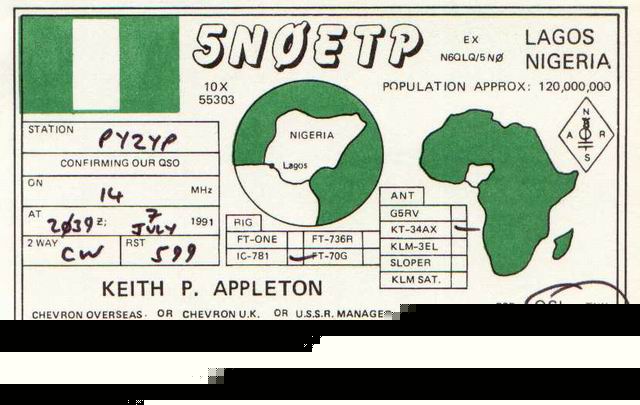 5NØETP
EX
N6QLQ/5NØ
LAGOS
NIGERIA
10X
55303
POPULATION APPROX: 120,000,000
STATION PY2YP
CONFIRMING OUR QSO
ON 14 MHz
AT 2039 Z; 7 JULY 1991
2 WAY CW RST 599
NIGERIA
Lagos
RIG
FT-ONE FT-736R
IC-781 FT-70G
ANT
G5RV
KT-34AX
KLM-3EL
SLOPER
KLM SAT.
N
A R
S
KEITH P. APPLETON
CHEVRON OVERSEAS OR CHEVRON U.K. OR U.S.S.R. MANAGE